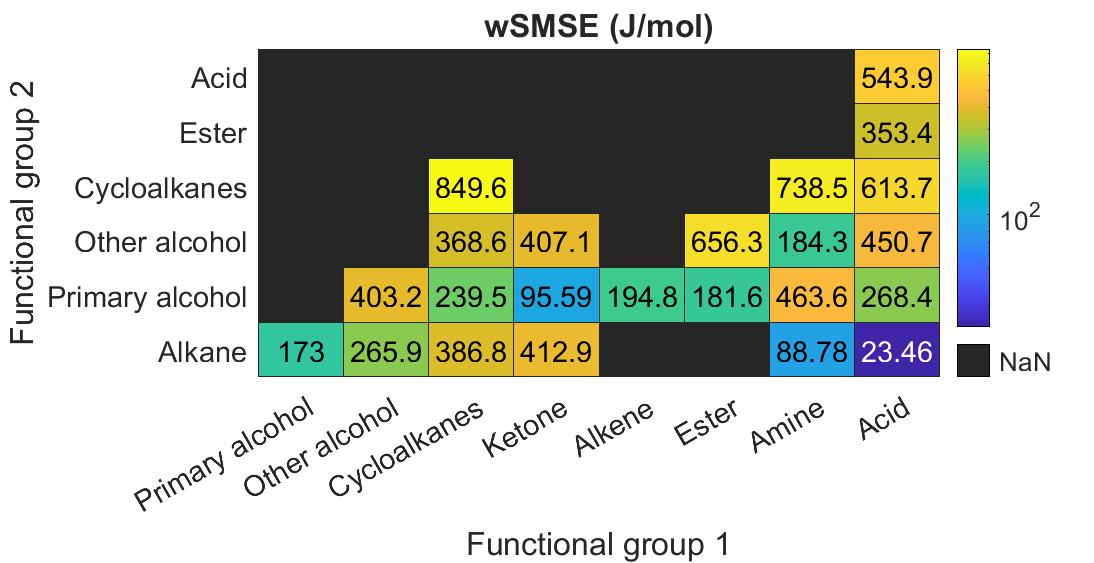 wSMSE (J/mol)
Functional group 2
Acid 543.9
Ester 353.4
Cycloalkanes 849.6 738.5 613.7
Other alcohol 368.6 407.1 656.3 184.3 450.7
Primary alcohol 403.2 239.5 95.59 194.8 181.6 463.6 268.4
Alkane 173 265.9 386.8 412.9 88.78 23.46
10²
NaN
Primary alcohol Other alcohol Cycloalkanes Ketone Alkene Ester Amine Acid
Functional group 1